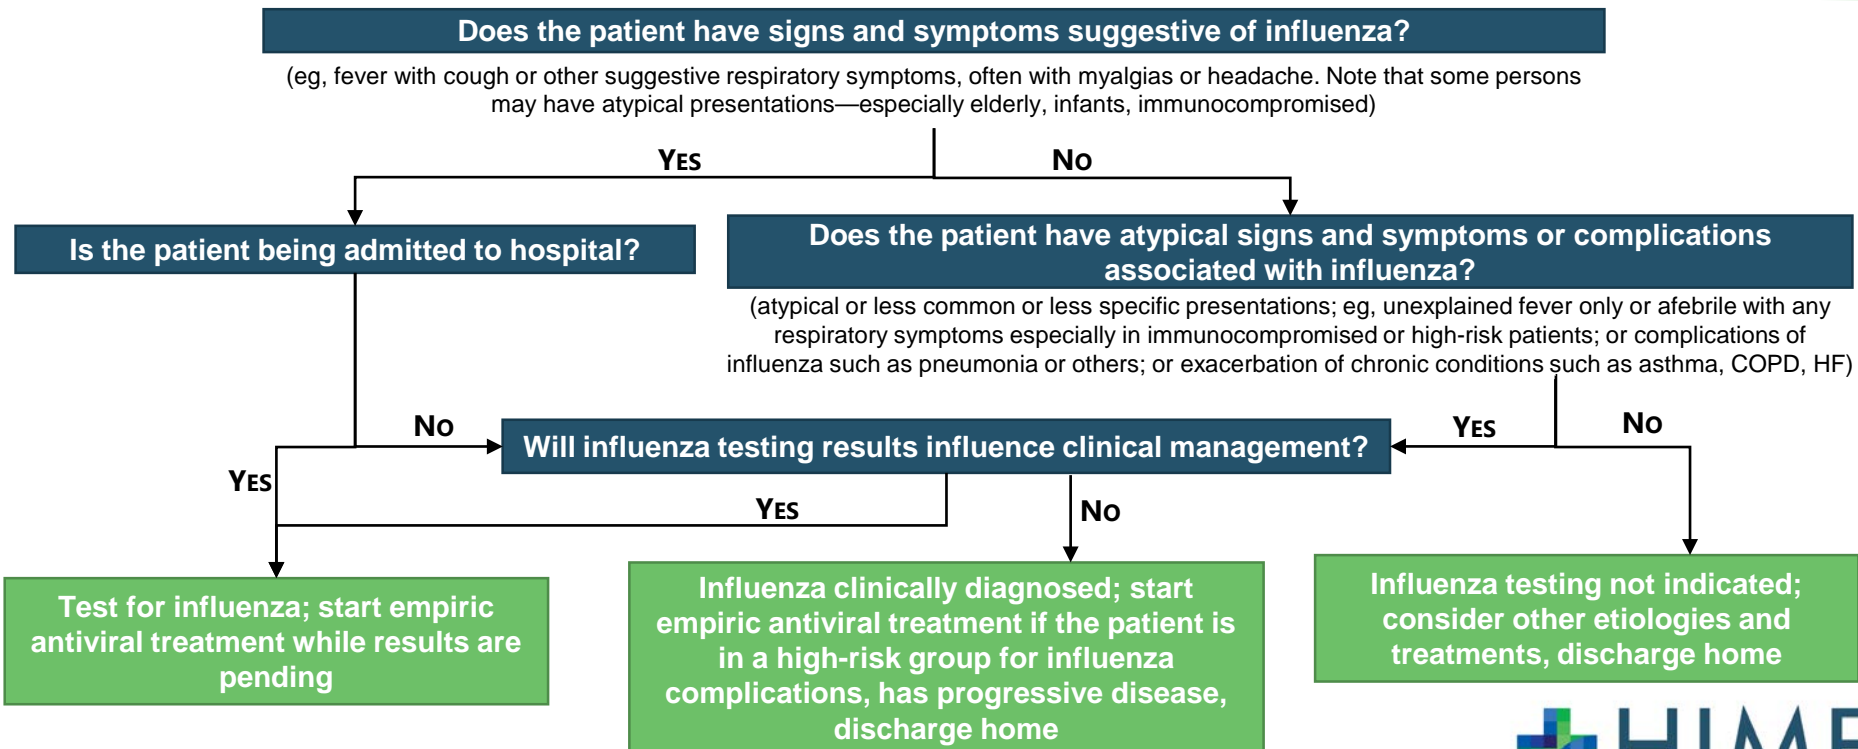 Does the patient have signs and symptoms suggestive of influenza?
(eg, fever with cough or other suggestive respiratory symptoms, often with myalgias or headache. Note that some persons
may have atypical presentations—especially elderly, infants, immunocompromised)
YES
NO
Is the patient being admitted to hospital?
Does the patient have atypical signs and symptoms or complications
associated with influenza?
(atypical or less common or less specific presentations; eg, unexplained fever only or afebrile with any
respiratory symptoms especially in immunocompromised or high-risk patients; or complications of
influenza such as pneumonia or others; or exacerbation of chronic conditions such as asthma, COPD, HF)
NO
Will influenza testing results influence clinical management?
YES
NO
YES
YES
NO
Test for influenza; start empiric
antiviral treatment while results are
pending
Influenza clinically diagnosed; start
empiric antiviral treatment if the patient is
in a high-risk group for influenza
complications, has progressive disease,
discharge home
Influenza testing not indicated;
consider other etiologies and
treatments, discharge home